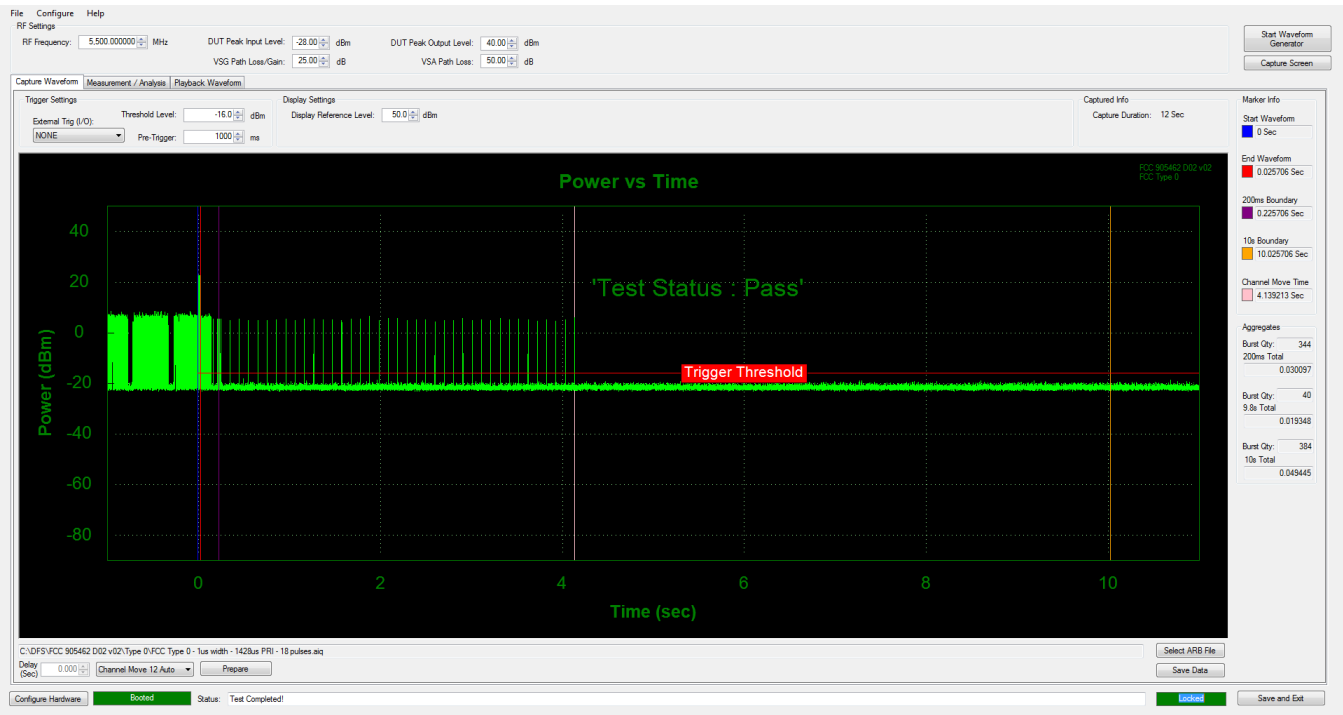 File Configure Help
RF Settings
RF Frequency: 5,500.000000 MHz DUT Peak Input Level: -28.00 dBm DUT Peak Output Level: 40.00 dBm
VSG Path Loss/Gain: 25.00 dB VSA Path Loss: 50.00 dB
Start Waveform
Generator
Capture Screen
Capture Waveform Measurement / Analysis Playback Waveform
Trigger Settings
External Trig (I/O):
NONE
Threshold Level: -16.0 dBm
Pre-Trigger: 1000 ms
Display Settings
Display Reference Level: 50.0 dBm
Captured Info
Capture Duration: 12 Sec
Power vs Time
FCC 905462 D02 v02
FCC Type 0
'Test Status : Pass'
Trigger Threshold
Power (dBm)
40
20
0
-20
-40
-60
-80
0 2 4 6 8 10
Time (sec)
Marker Info
Start Waveform
0 Sec
End Waveform
0.025706 Sec
200ms Boundary
0.225706 Sec
10s Boundary
10.025706 Sec
Channel Move Time
4.139213 Sec
Aggregates
Burst Qty: 344
200ms Total
0.030097
Burst Qty: 40
9.8s Total
0.019348
Burst Qty: 384
10s Total
0.049445
C:\DFS\FCC 905462 D02 v02\Type 0\FCC Type 0 - 1us width - 1428us PRI - 18 pulses.aiq
Select ARB File
Delay
(Sec) 0.000 Channel Move 12 Auto Prepare
Save Data
Configure Hardware Booted Status: Test Completed! Locked Save and Exit